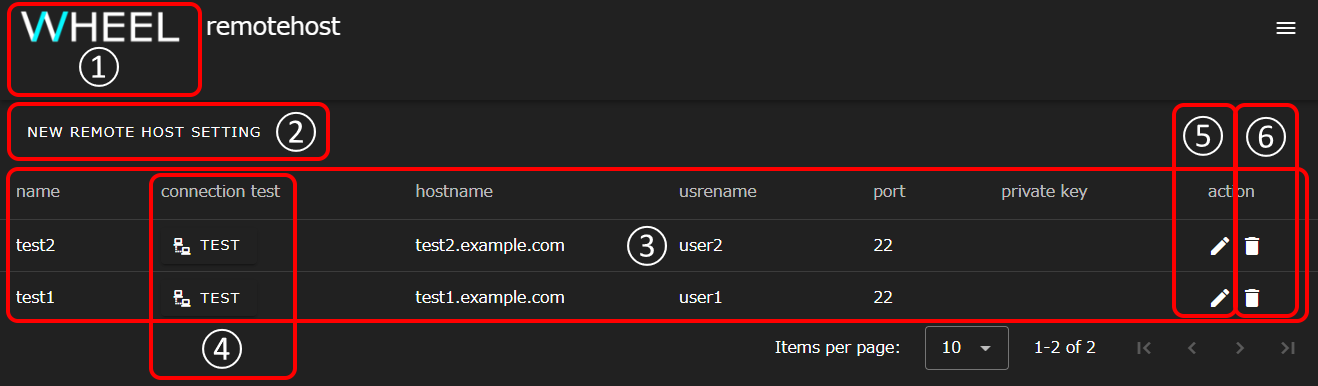 WHEEL remotehost
①
NEW REMOTE HOST SETTING ② ⑤ ⑥
name connection test hostname usrename port private key action
test2 TEST test2.example.com ③ user2 22
test1 TEST test1.example.com user1 22
④ Items per page: 10 1-2 of 2